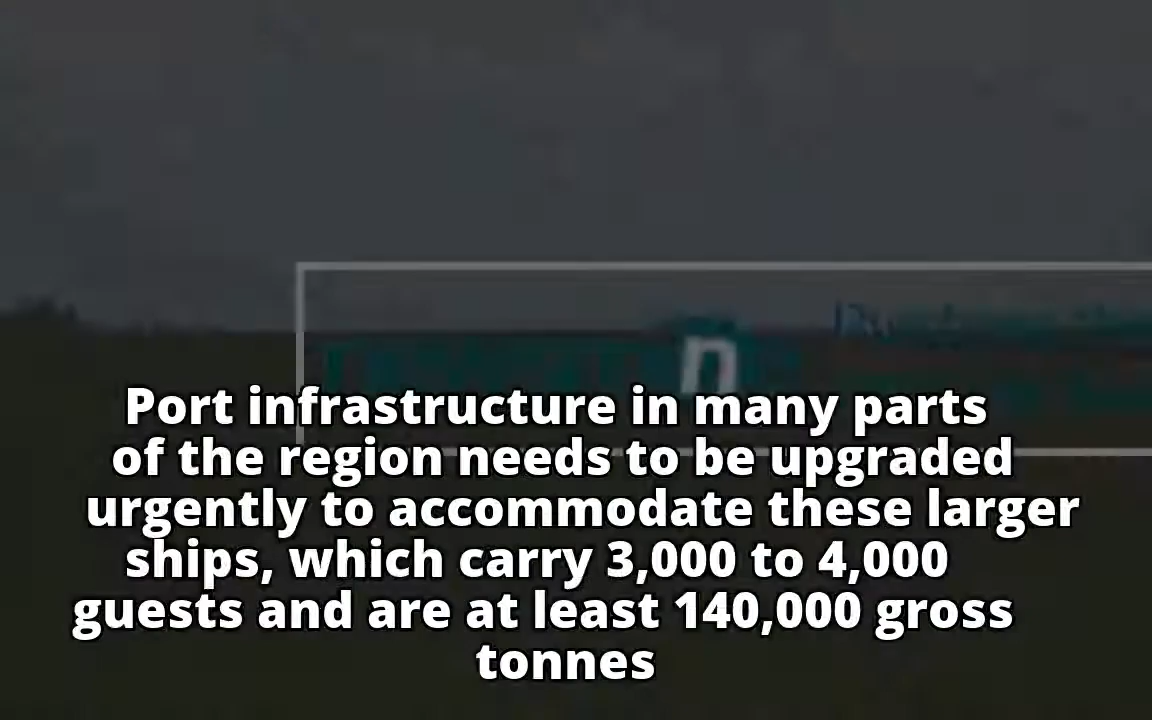 n
Port infrastructure in many parts
of the region needs to be upgraded
urgently to accommodate these larger
ships, which carry 3,000 to 4,000
guests and are at least 140,000 gross
tonnes